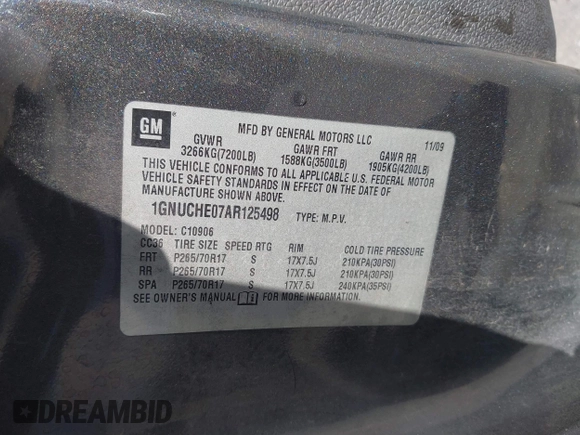 GM
MFD BY GENERAL MOTORS LLC 11/09
GVWR GAWR FRT GAWR RR
3266KG(7200LB) 1588KG(3500LB) 1905KG(4200LB)
THIS VEHICLE CONFORMS TO ALL APPLICABLE U.S. FEDERAL MOTOR
VEHICLE SAFETY STANDARDS IN EFFECT ON THE DATE OF
MANUFACTURE SHOWN ABOVE.
1GNUCHE07AR125498 TYPE: M.P.V.
MODEL: C10906
CC36 TIRE SIZE SPEED RTG RIM COLD TIRE PRESSURE
FRT P265/70R17 S 17X7.5J 210KPA(30PSI)
RR P265/70R17 S 17X7.5J 210KPA(30PSI)
SPA P265/70R17 S 17X7.5J 240KPA(35PSI)
SEE OWNER'S MANUAL FOR MORE INFORMATION.
DREAMBID